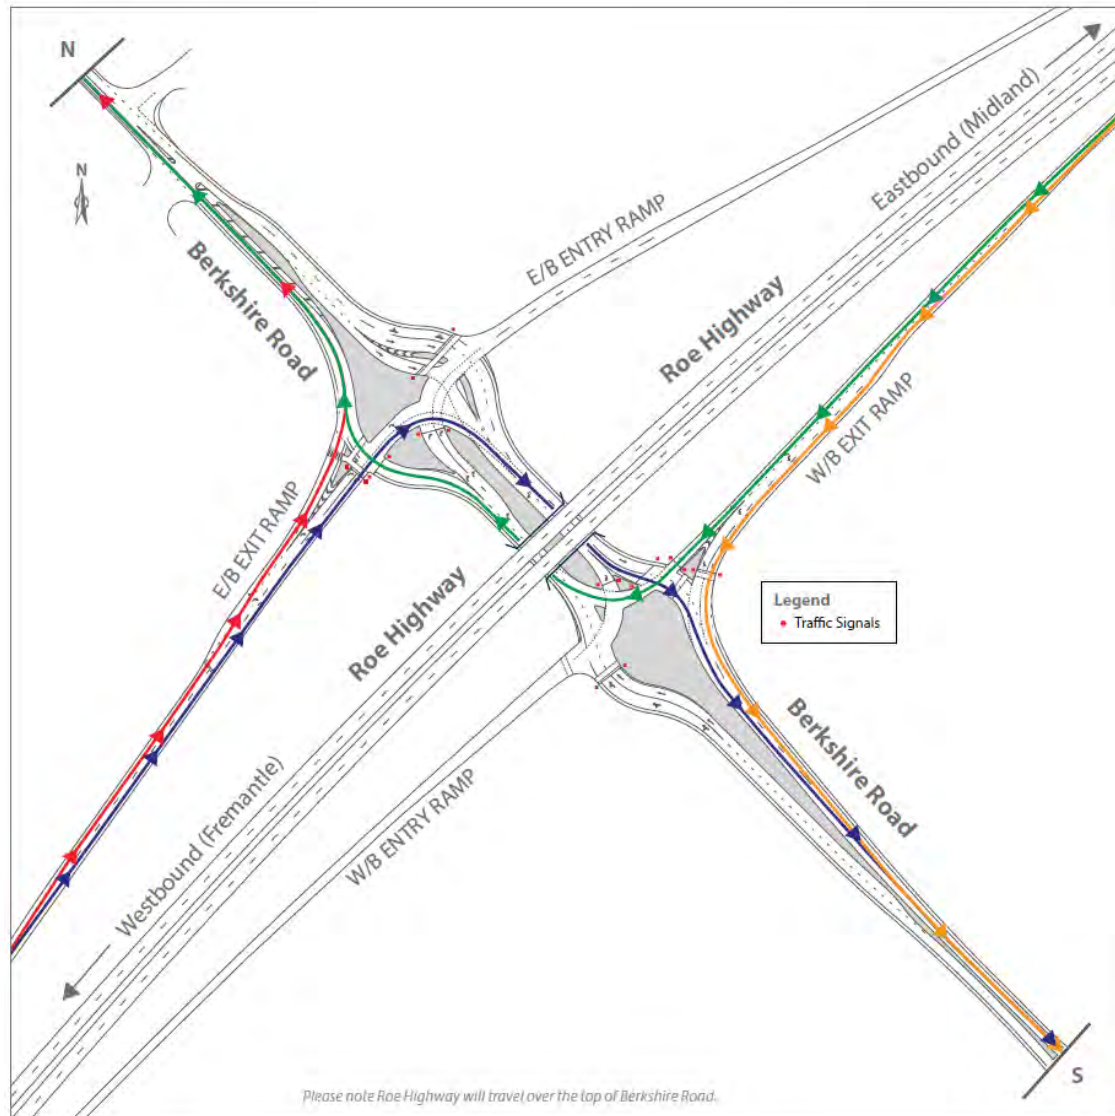 N
N
Eastbound (Midland)
E/B ENTRY RAMP
Berkshire Road
Roe Highway
W/B EXIT RAMP
E/B EXIT RAMP
Legend
Traffic Signals
Roe Highway
Berkshire Road
Westbound (Fremantle)
W/B ENTRY RAMP
S
Please note Roe Highway will travel over the top of Berkshire Road.